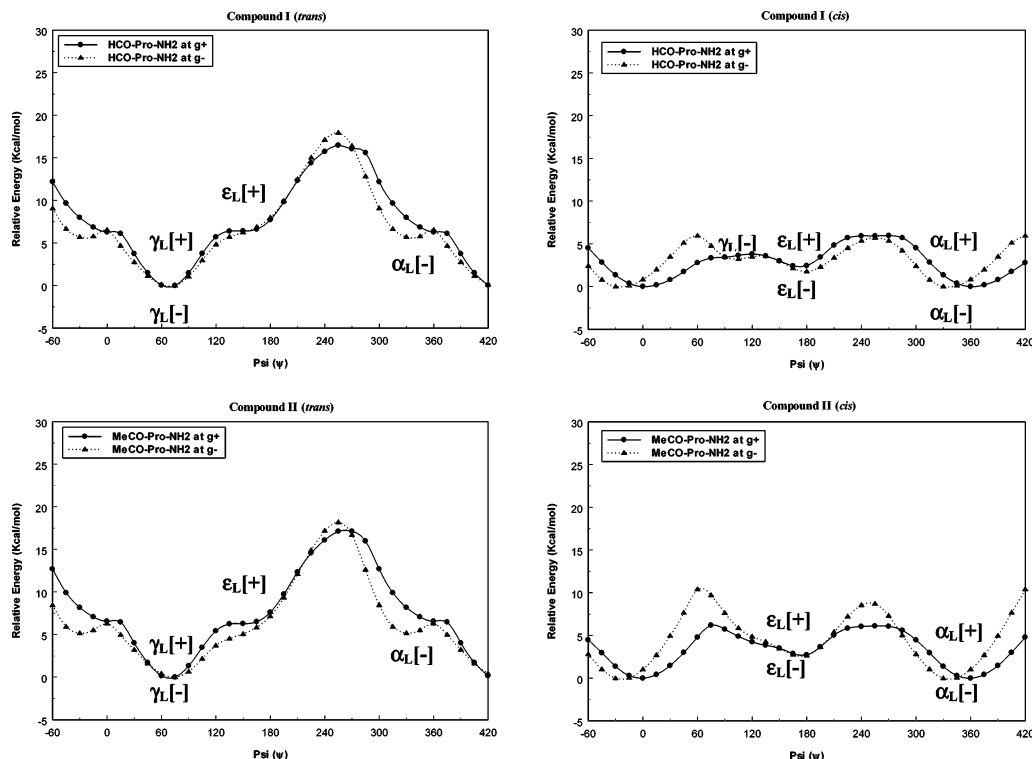 Compound I (trans)
HCO-Pro-NH2 at g+
HCO-Pro-NH2 at g-
30
25
20
15
10
5
0
-5
Relative Energy (Kcal/mol)
εL[+]
γL[+]
αL[-]
γL[-]
-60 0 60 120 180 240 300 360 420
Psi (ψ)
Compound I (cis)
HCO-Pro-NH2 at g+
HCO-Pro-NH2 at g-
30
25
20
15
10
5
0
-5
Relative Energy (Kcal/mol)
γL[-] εL[+] αL[+]
εL[-] αL[-]
-60 0 60 120 180 240 300 360 420
Psi (ψ)
Compound II (trans)
MeCO-Pro-NH2 at g+
MeCO-Pro-NH2 at g-
30
25
20
15
10
5
0
-5
Relative Energy (Kcal/mol)
εL[+]
γL[+]
αL[-]
γL[-]
-60 0 60 120 180 240 300 360 420
Psi (ψ)
Compound II (cis)
MeCO-Pro-NH2 at g+
MeCO-Pro-NH2 at g-
30
25
20
15
10
5
0
-5
Relative Energy (Kcal/mol)
εL[+] αL[+]
εL[-] αL[-]
-60 0 60 120 180 240 300 360 420
Psi (ψ)